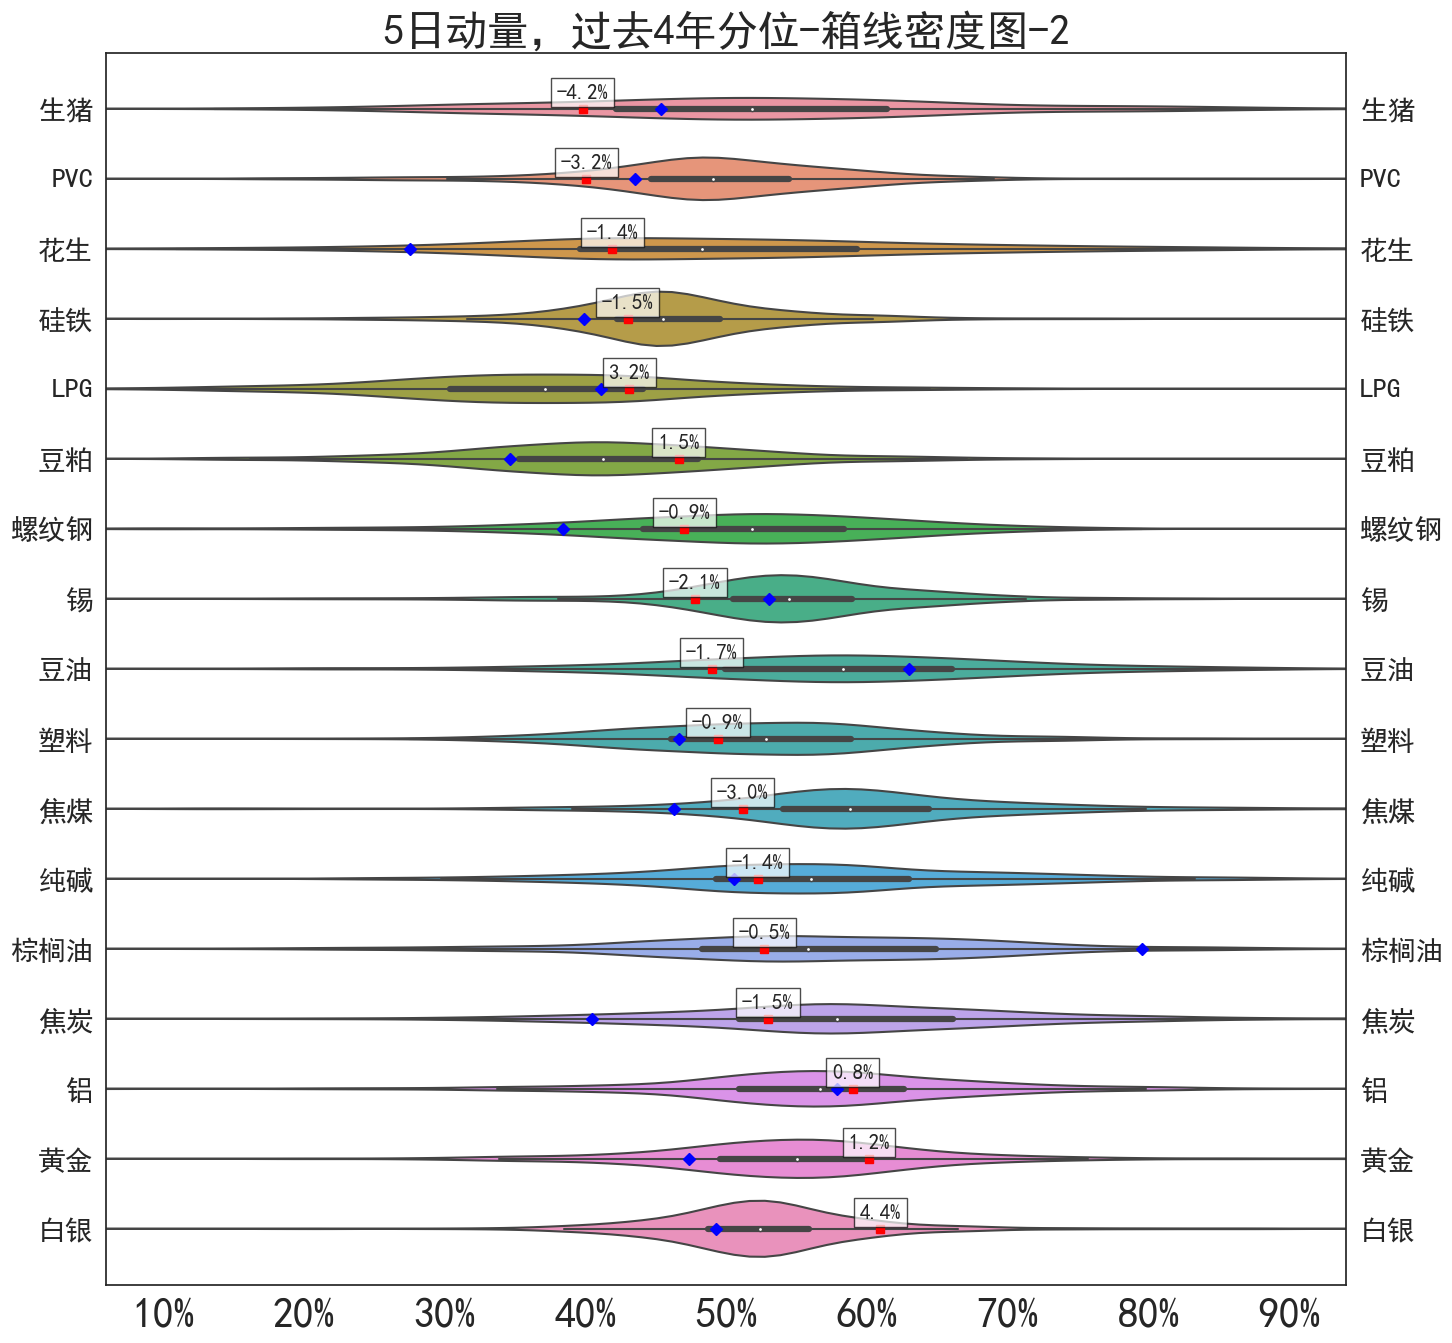 5日动量，过去4年分位-箱线密度图-2
生猪 -4.2% 生猪
PVC -3.2% PVC
花生 -1.4% 花生
硅铁 -1.5% 硅铁
LPG 3.2% LPG
豆粕 1.5% 豆粕
螺纹钢 -0.9% 螺纹钢
锡 -2.1% 锡
豆油 -1.7% 豆油
塑料 -0.9% 塑料
焦煤 -3.0% 焦煤
纯碱 -1.4% 纯碱
棕榈油 -0.5% 棕榈油
焦炭 -1.5% 焦炭
铝 0.8% 铝
黄金 1.2% 黄金
白银 4.4% 白银
10% 20% 30% 40% 50% 60% 70% 80% 90%